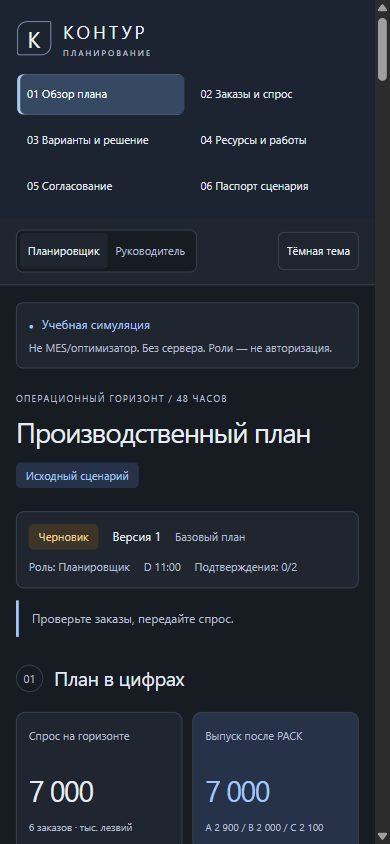 К КОНТУР
ПЛАНИРОВАНИЕ
01 Обзор плана
02 Заказы и спрос
03 Варианты и решение
04 Ресурсы и работы
05 Согласование
06 Паспорт сценария
Планировщик Руководитель
Тёмная тема
• Учебная симуляция
Не MES/оптимизатор. Без сервера. Роли — не авторизация.
ОПЕРАЦИОННЫЙ ГОРИЗОНТ / 48 ЧАСОВ
Производственный план
Исходный сценарий
Черновик Версия 1 Базовый план
Роль: Планировщик D 11:00 Подтверждения: 0/2
Проверьте заказы, передайте спрос.
01 План в цифрах
Спрос на горизонте
7 000
6 заказов · тыс. лезвий
Выпуск после PACK
7 000
A 2 900 / B 2 000 / C 2 100